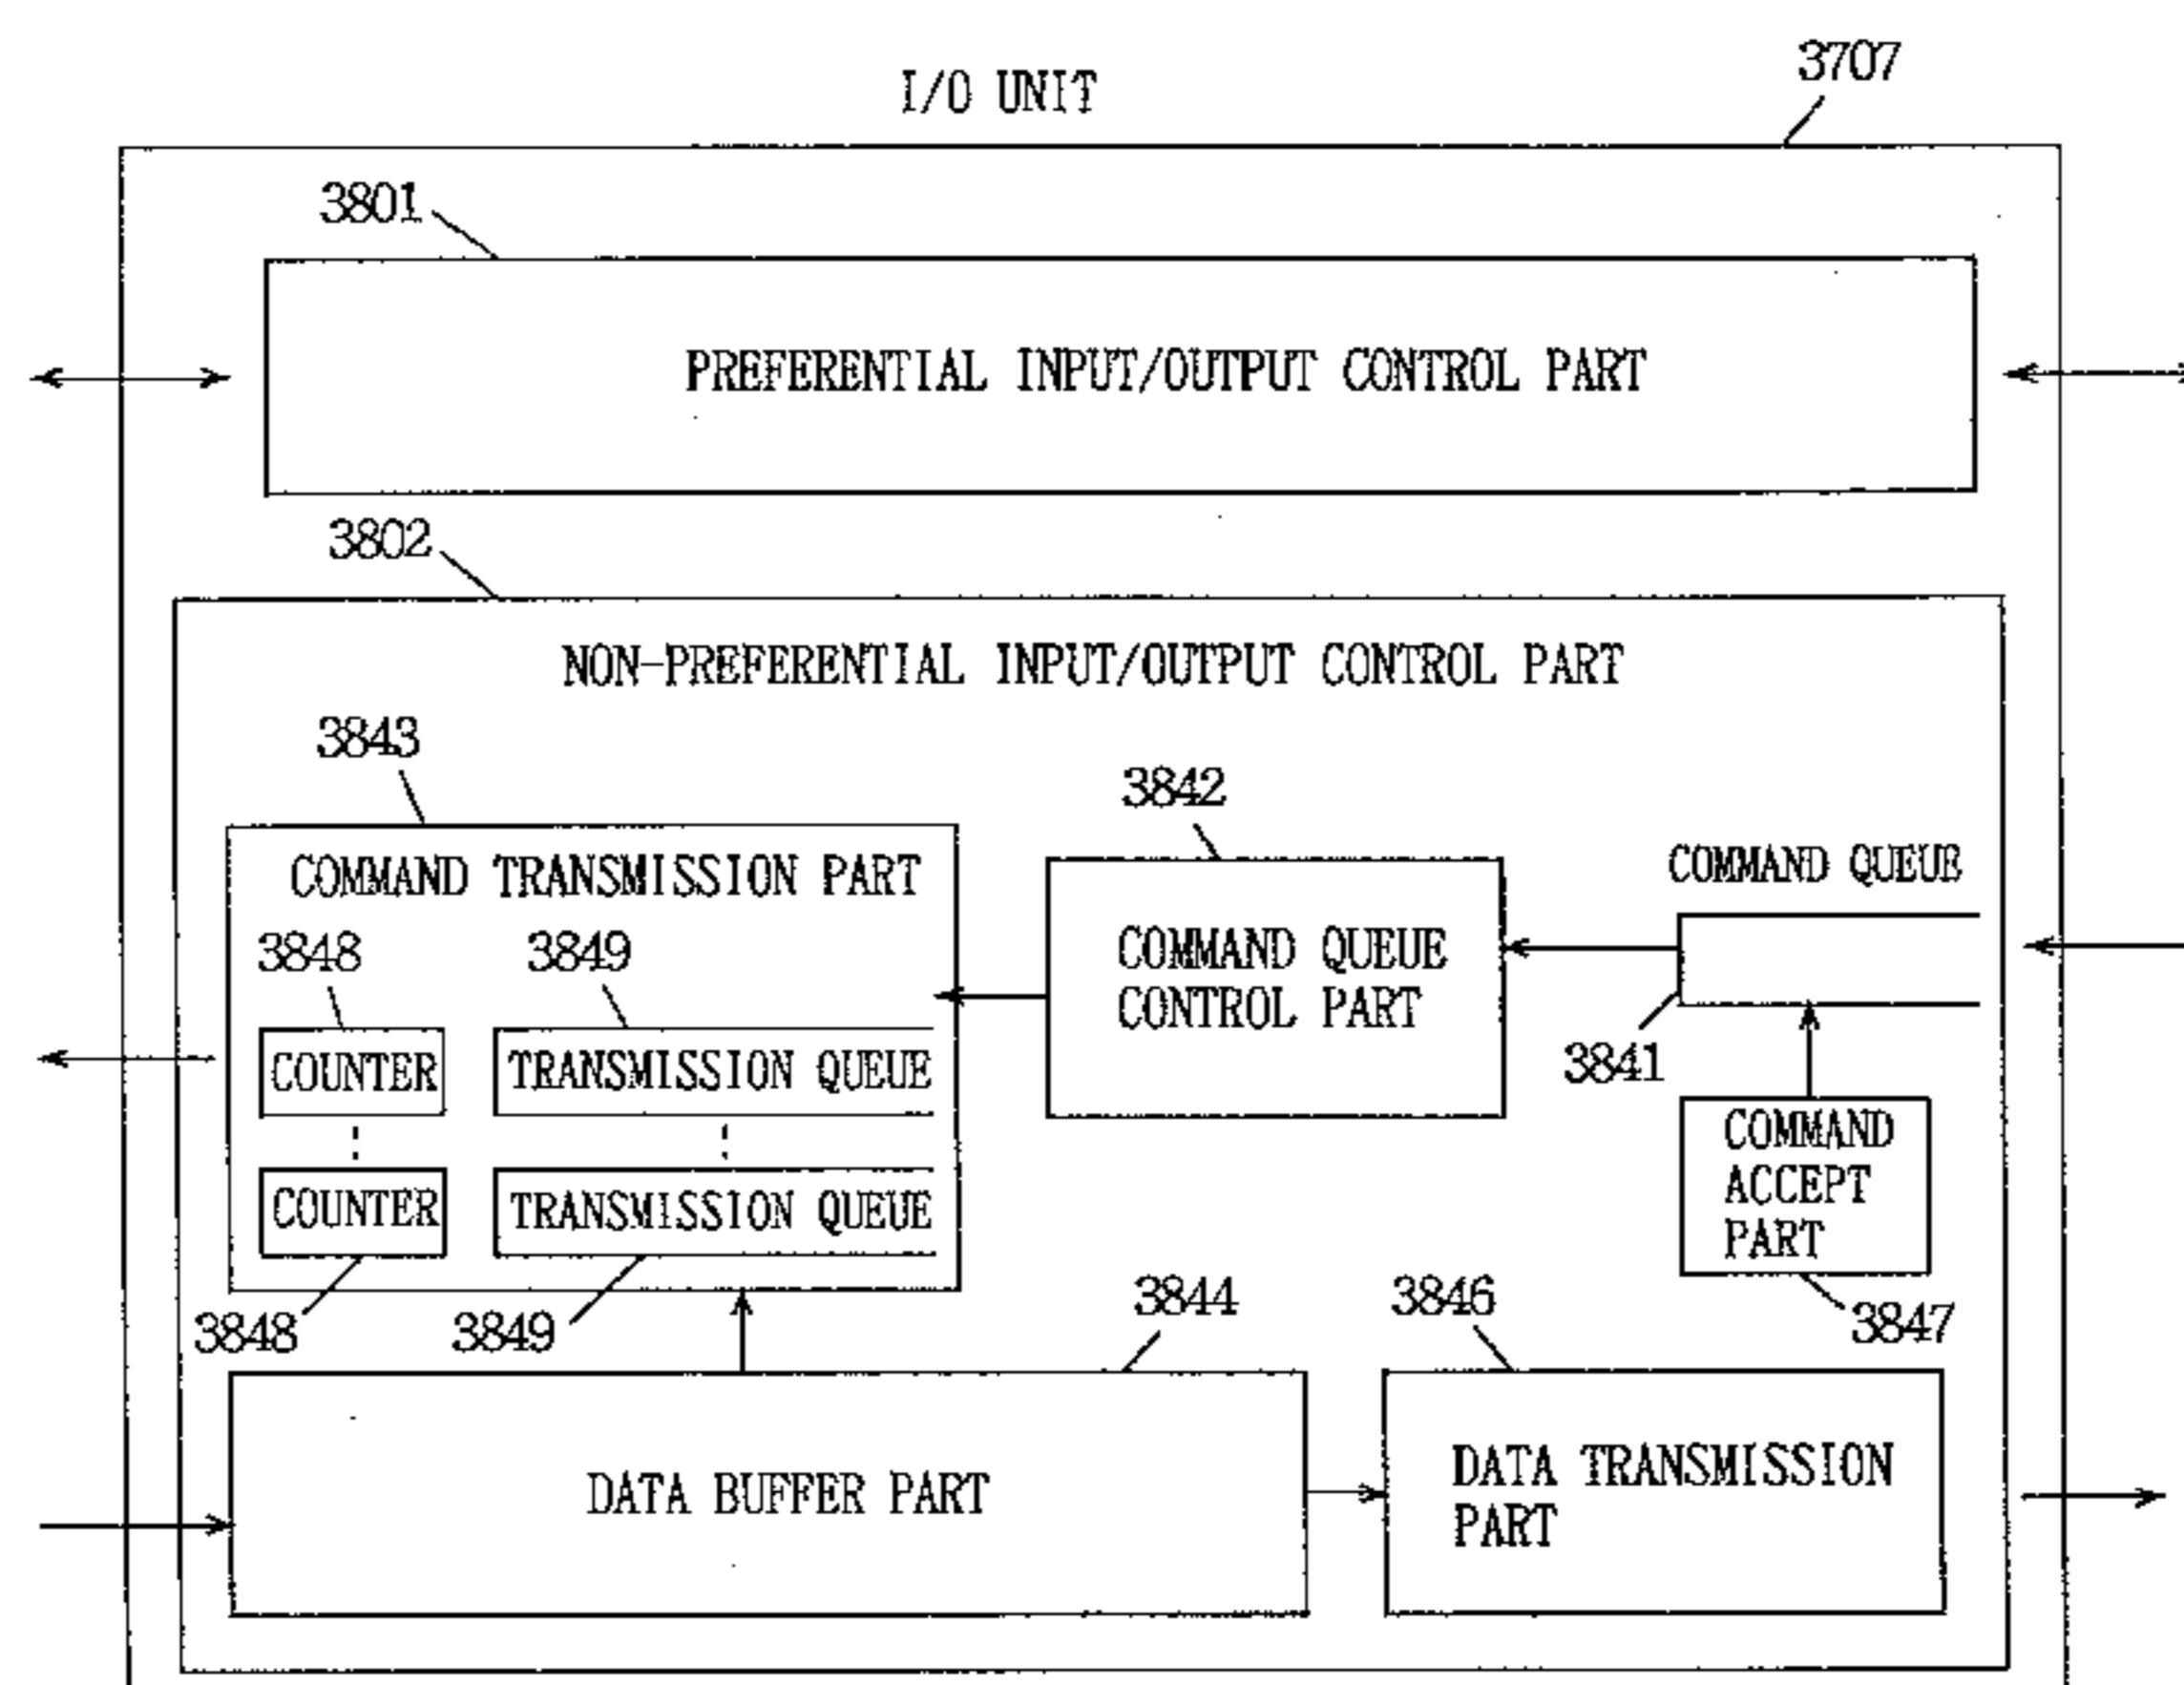 I/O UNIT
3707
3801
PREFERENTIAL INPUT/OUTPUT CONTROL PART
3802
NON-PREFERENTIAL INPUT/OUTPUT CONTROL PART
3843
COMMAND TRANSMISSION PART
3848
3849
COUNTER
TRANSMISSION QUEUE
COUNTER
TRANSMISSION QUEUE
3848
3849
3842
COMMAND QUEUE
CONTROL PART
COMMAND QUEUE
3841
COMMAND
ACCEPT
PART
3847
3844
DATA BUFFER PART
3846
DATA TRANSMISSION
PART